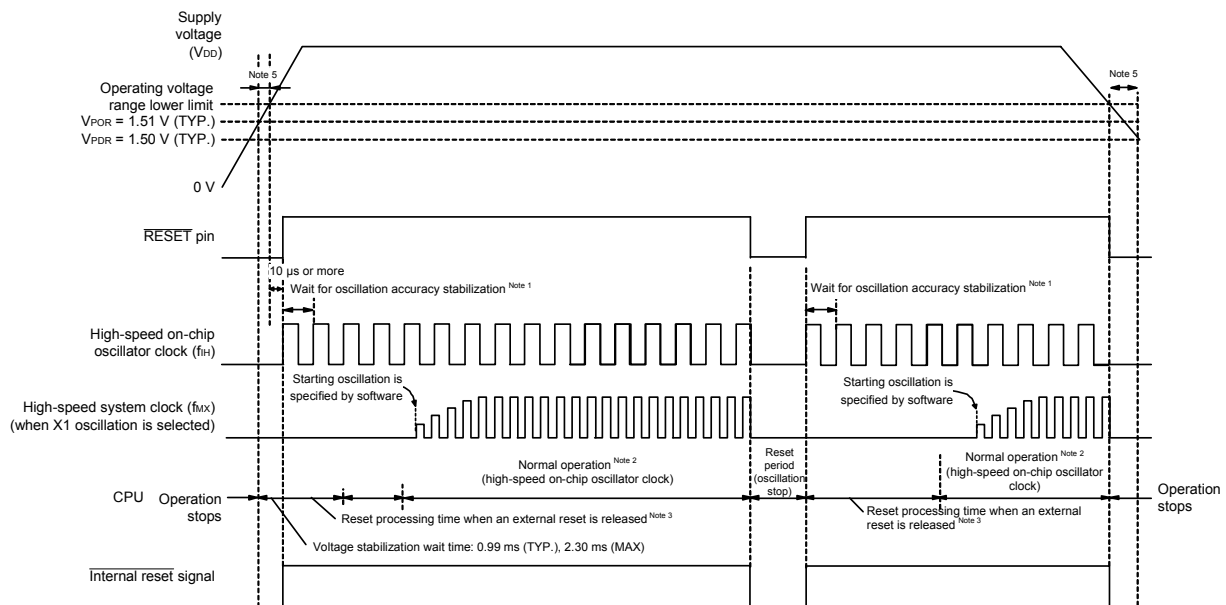 Supply
voltage
(VDD)
Note 5
Note 5
Operating voltage
range lower limit
VPOR = 1.51 V (TYP.)
VPDR = 1.50 V (TYP.)
0 V
RESET pin
10 μs or more
Wait for oscillation accuracy stabilization Note 1
Wait for oscillation accuracy stabilization Note 1
High-speed on-chip
oscillator clock (fIH)
Starting oscillation is
specified by software
Starting oscillation is
specified by software
High-speed system clock (fMX)
(when X1 oscillation is selected)
Normal operation Note 2
(high-speed on-chip oscillator clock)
Reset
period
(oscillation
stop)
Normal operation Note 2
(high-speed on-chip oscillator
clock)
CPU
Operation
stops
Operation
stops
Reset processing time when an external reset is released Note 3
Reset processing time when an external
reset is released Note 3
Voltage stabilization wait time: 0.99 ms (TYP.), 2.30 ms (MAX)
Internal reset signal